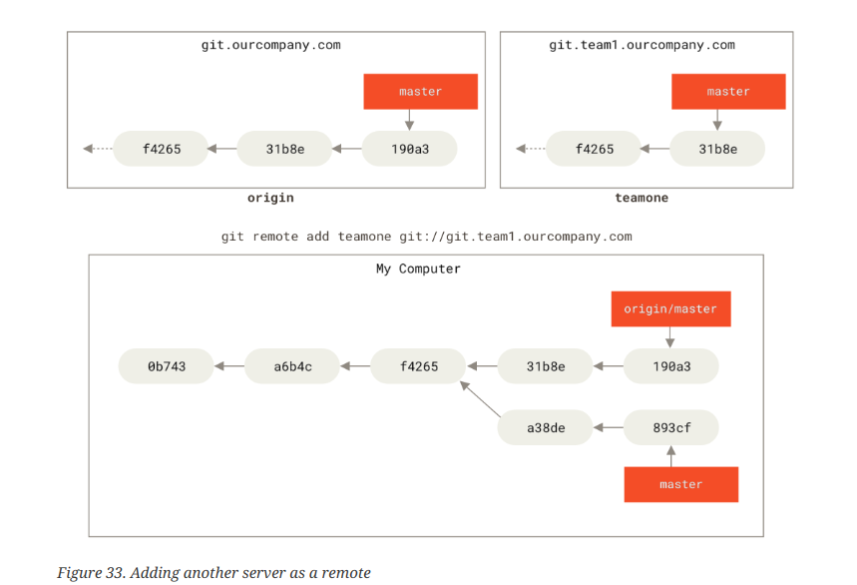 git.ourcompany.com
git.team1.ourcompany.com
master
master
f4265
31b8e
190a3
f4265
31b8e
origin
teamone
git remote add teamone git://git.team1.ourcompany.com
My Computer
origin/master
0b743
a6b4c
f4265
31b8e
190a3
a38de
893cf
master
Figure 33. Adding another server as a remote